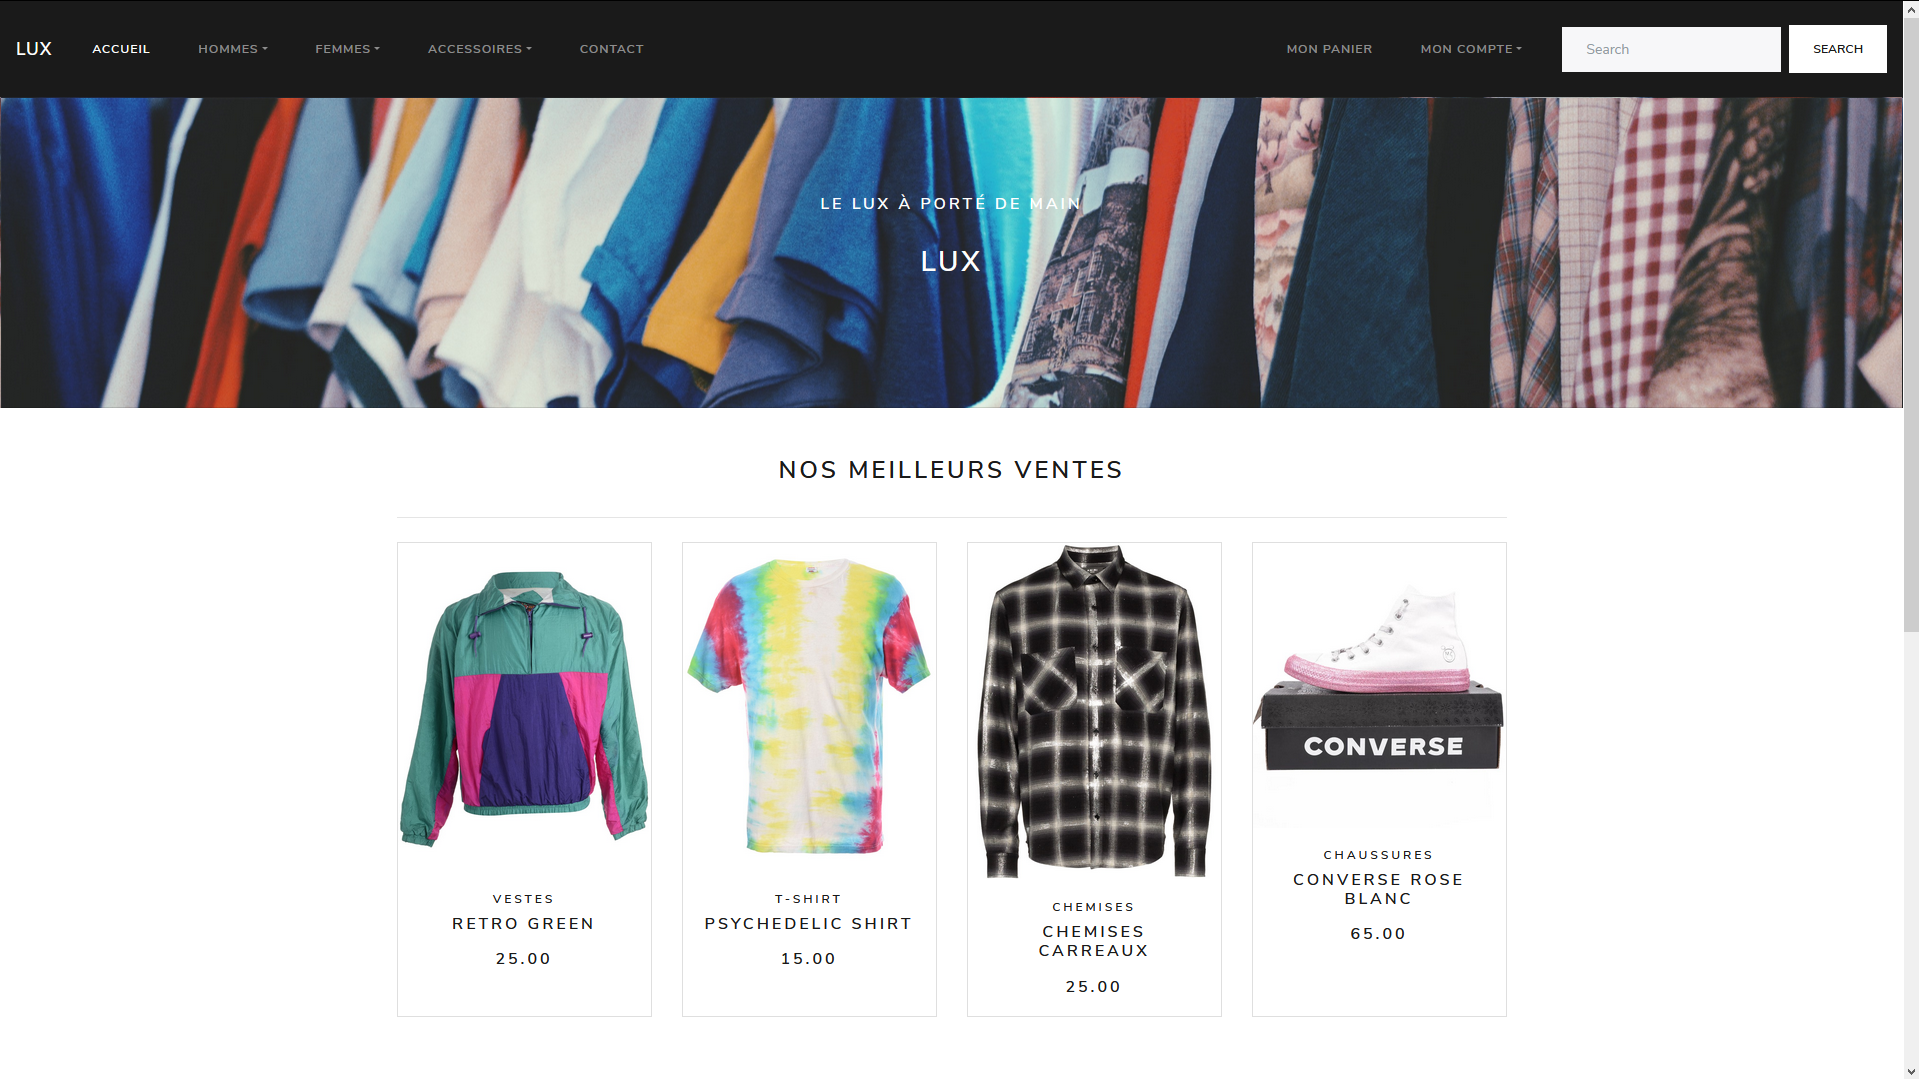 LUX
ACCUEIL
HOMMES
FEMMES
ACCESSOIRES
CONTACT
MON PANIER
MON COMPTE
Search
SEARCH
LE LUX À PORTÉ DE MAIN
LUX
NOS MEILLEURS VENTES
VESTES
RETRO GREEN
25.00
T-SHIRT
PSYCHEDELIC SHIRT
15.00
CHEMISES
CHEMISES
CARREAUX
25.00
CONVERSE
CHAUSSURES
CONVERSE ROSE
BLANC
65.00